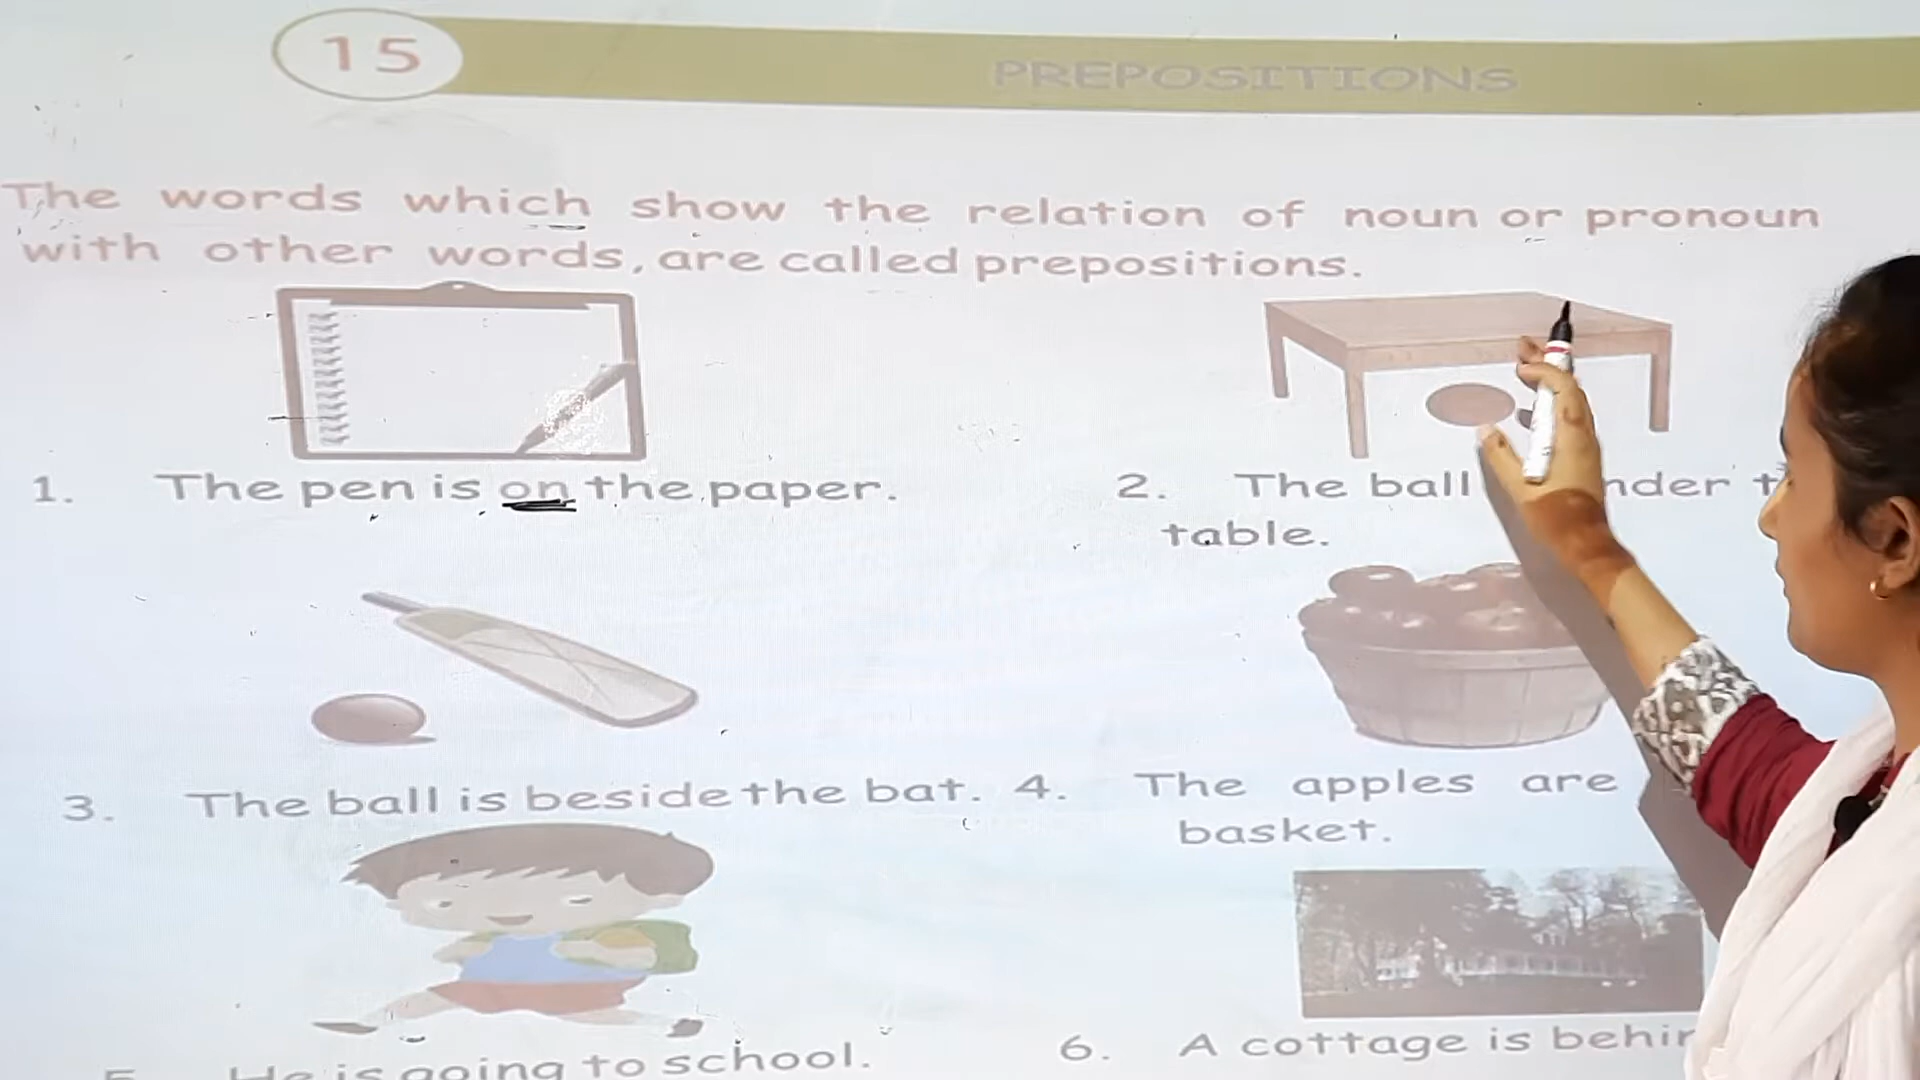 15
PREPOSITIONS
The words which show the relation of noun or pronoun
with other words, are called prepositions.
1. The pen is on the paper.
2. The ball
table.
3. The ball is beside the bat.
4. The apples are
basket.
He is going to school.
6. A cottage is